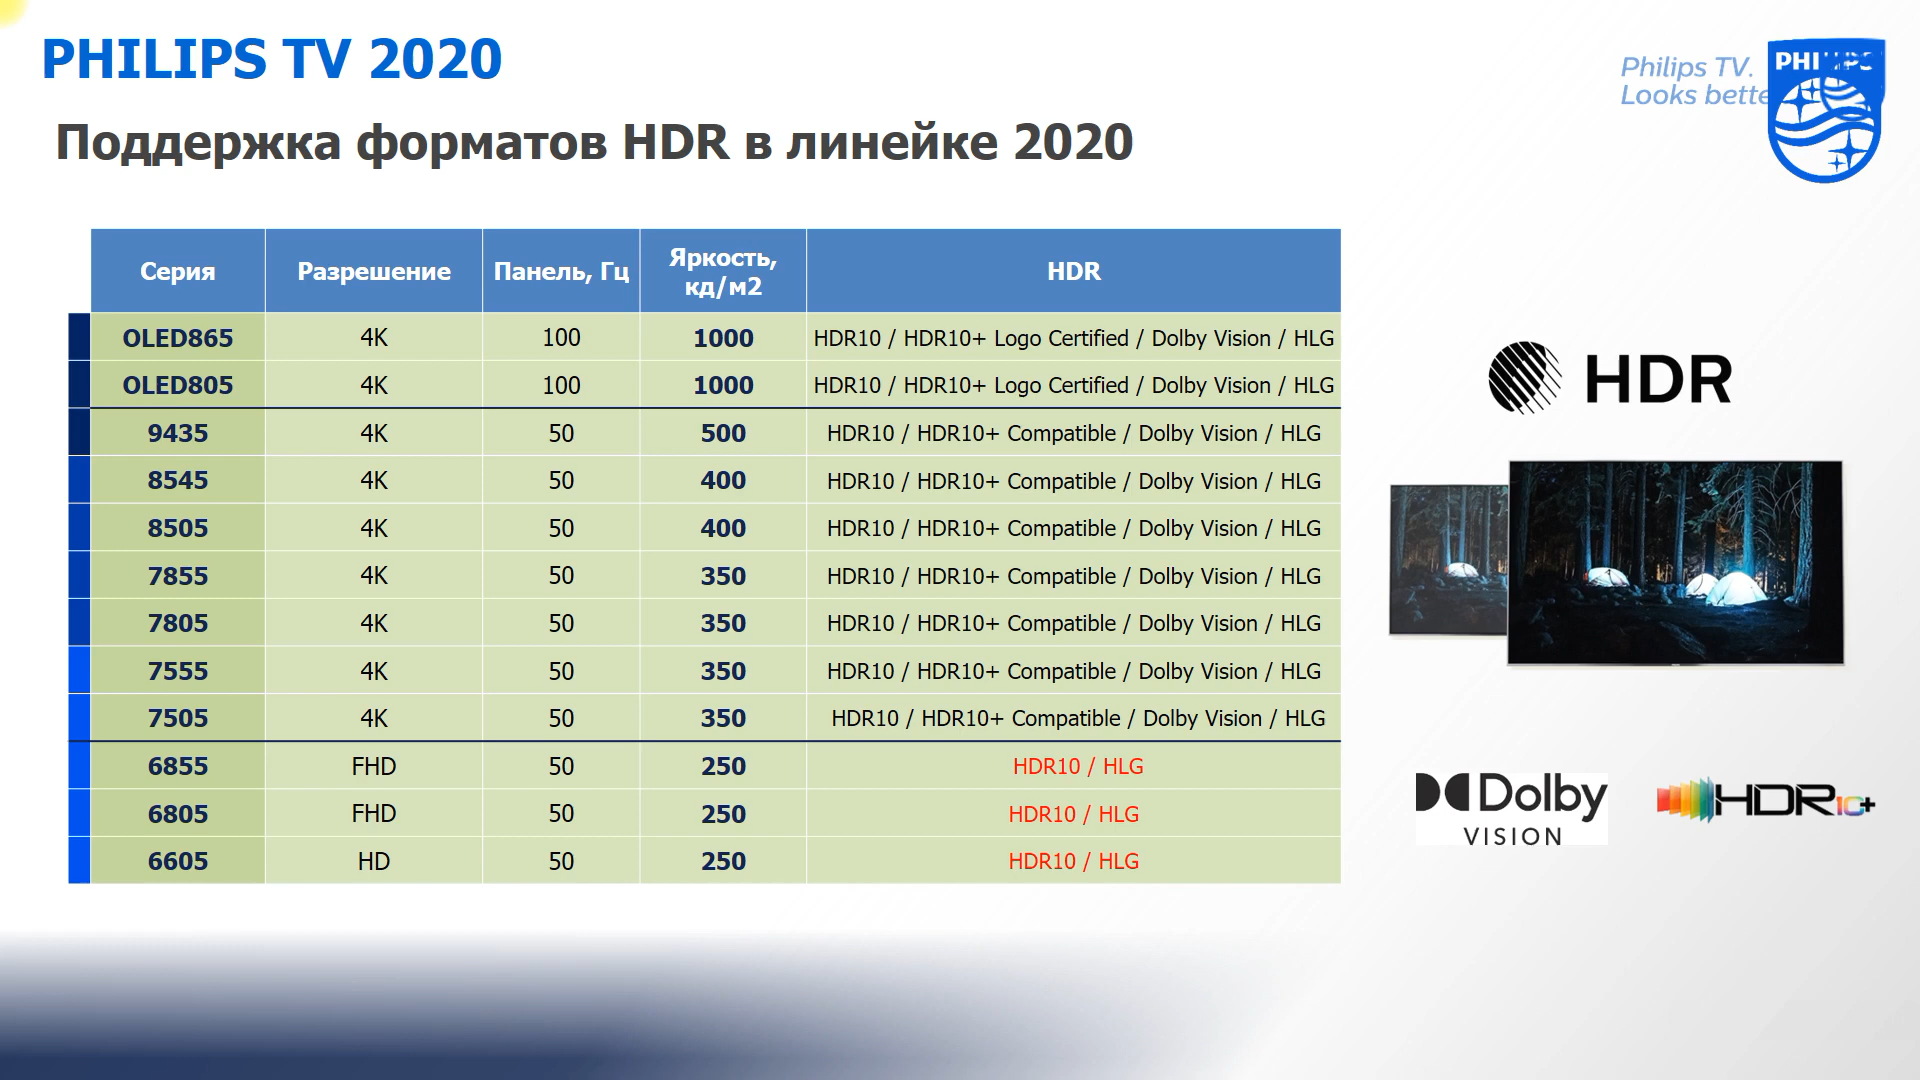 PHILIPS TV 2020
Philips TV.
Looks bette
PHILIPS
Поддержка форматов HDR в линейке 2020
Серия Разрешение Панель, Гц Яркость, кд/м2 HDR
OLED865 4K 100 1000 HDR10 / HDR10+ Logo Certified / Dolby Vision / HLG
OLED805 4K 100 1000 HDR10 / HDR10+ Logo Certified / Dolby Vision / HLG
9435 4K 50 500 HDR10 / HDR10+ Compatible / Dolby Vision / HLG
8545 4K 50 400 HDR10 / HDR10+ Compatible / Dolby Vision / HLG
8505 4K 50 400 HDR10 / HDR10+ Compatible / Dolby Vision / HLG
7855 4K 50 350 HDR10 / HDR10+ Compatible / Dolby Vision / HLG
7805 4K 50 350 HDR10 / HDR10+ Compatible / Dolby Vision / HLG
7555 4K 50 350 HDR10 / HDR10+ Compatible / Dolby Vision / HLG
7505 4K 50 350 HDR10 / HDR10+ Compatible / Dolby Vision / HLG
6855 FHD 50 250 HDR10 / HLG
6805 FHD 50 250 HDR10 / HLG
6605 HD 50 250 HDR10 / HLG
HDR
Dolby
VISION
HDR10+